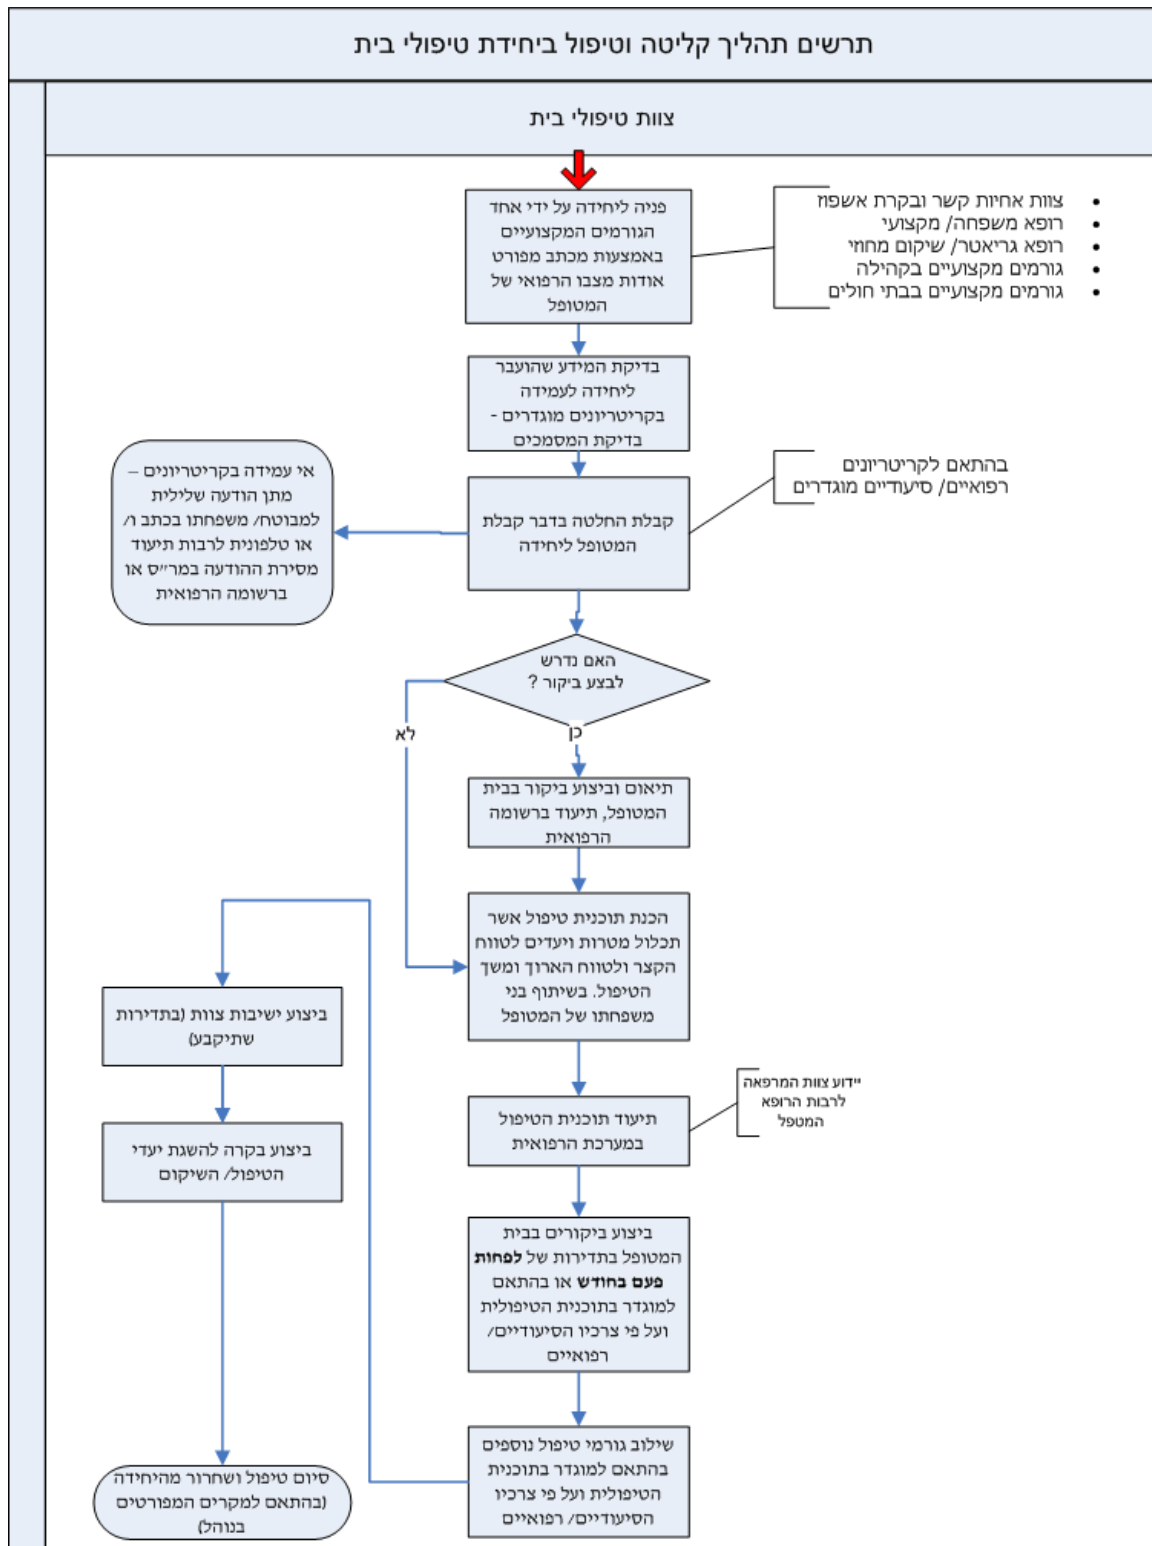 תרשים תהליך קליטה וטיפול ביחידת טיפולי בית
צוות טיפולי בית
פניה ליחידה על ידי אחד
הגורמים המקצועיים
באמצעות מכתב מפורט
אודות מצבו הרפואי של
המטופל
• צוות אחיות קשר ובקרת אשפוז
• רופא משפחה/ מקצועי
• רופא גריאטר/ שיקום מחוזי
• גורמים מקצועיים בקהילה
• גורמים מקצועיים בבתי חולים
בדיקת המידע שהועבר
ליחידה לעמידה
בקריטריונים מוגדרים -
בדיקת המסמכים
קבלת החלטה בדבר קבלת
המטופל ליחידה
בהתאם לקריטריונים
רפואיים/ סיעודיים מוגדרים
אי עמידה בקריטריונים –
מתן הודעה שלילית
למבוטח/ משפחתו בכתב ו/
או טלפונית לרבות תיעוד
מסירת ההודעה במר״ס או
ברשומה הרפואית
האם נדרש
לבצע ביקור ?
כן
לא
תיאום וביצוע ביקור בבית
המטופל, תיעוד ברשומה
הרפואית
הכנת תוכנית טיפול אשר
תכלול מטרות ויעדים לטווח
הקצר ולטווח הארוך ומשך
הטיפול. בשיתוף בני
משפחתו של המטופל
תיעוד תוכנית הטיפול
במערכת הרפואית
יידוע צוות המרפאה
לרבות הרופא
המטפל
ביצוע ביקורים בבית
המטופל בתדירות של לפחות
פעם בחודש או בהתאם
למוגדר בתוכנית הטיפולית
ועל פי צרכיו הסיעודיים/
רפואיים
שילוב גורמי טיפול נוספים
בהתאם למוגדר בתוכנית
הטיפולית ועל פי צרכיו
הסיעודיים/ רפואיים
ביצוע ישיבות צוות (בתדירות
שתיקבע)
ביצוע בקרה להשגת יעדי
הטיפול/ השיקום
סיום טיפול ושחרור מהיחידה
(בהתאם למקרים המפורטים
בנוהל)